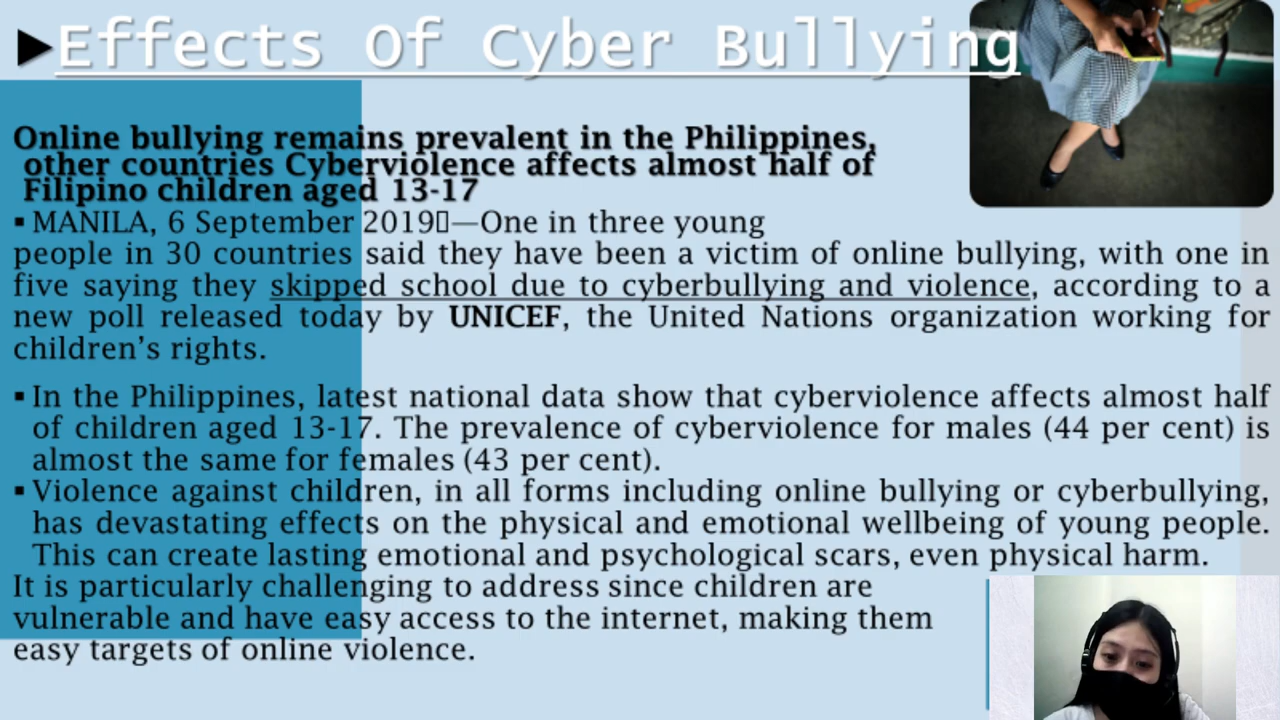 ►Effects Of Cyber Bullying
Online bullying remains prevalent in the Philippines,
other countries Cyberviolence affects almost half of
Filipino children aged 13-17
▪ MANILA, 6 September 2019▯—One in three young
people in 30 countries said they have been a victim of online bullying, with one in
five saying they skipped school due to cyberbullying and violence, according to a
new poll released today by UNICEF, the United Nations organization working for
children’s rights.
▪ In the Philippines, latest national data show that cyberviolence affects almost half
of children aged 13-17. The prevalence of cyberviolence for males (44 per cent) is
almost the same for females (43 per cent).
▪ Violence against children, in all forms including online bullying or cyberbullying,
has devastating effects on the physical and emotional wellbeing of young people.
This can create lasting emotional and psychological scars, even physical harm.
It is particularly challenging to address since children are
vulnerable and have easy access to the internet, making them
easy targets of online violence.